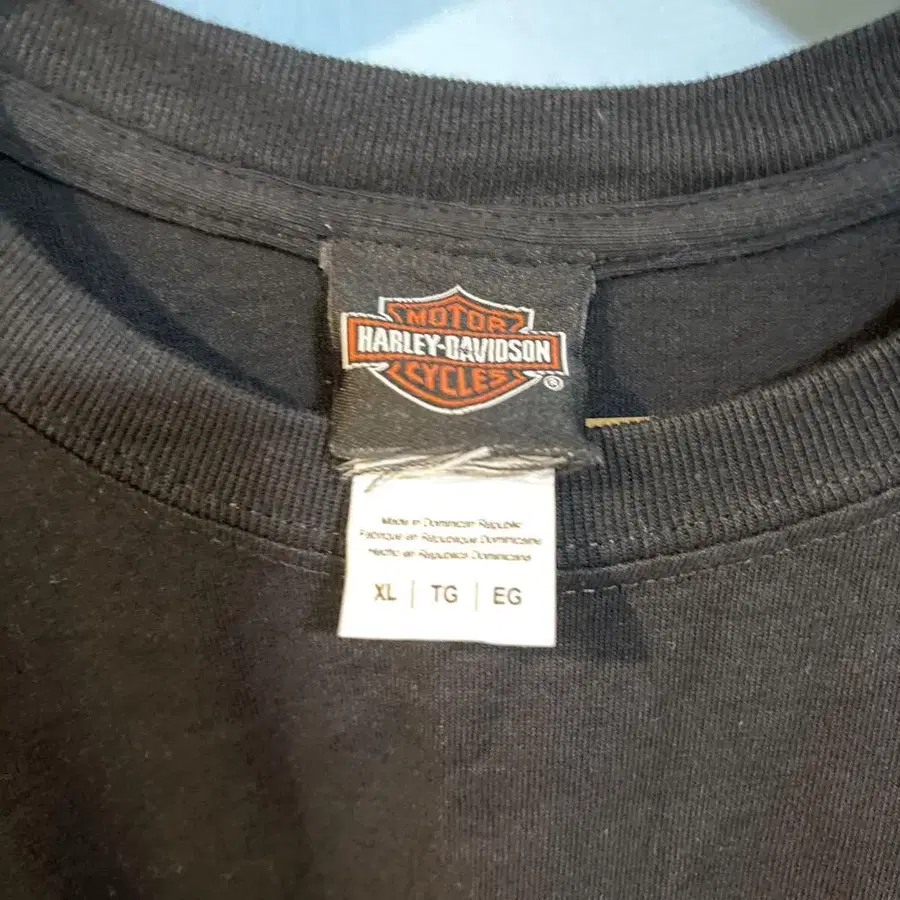 MOTOR
HARLEY-DAVIDSON
CYCLES
®
Made in Dominican Republic
Fabriqué en République Dominicaine
Hecho en República Dominicana
XL | TG | EG